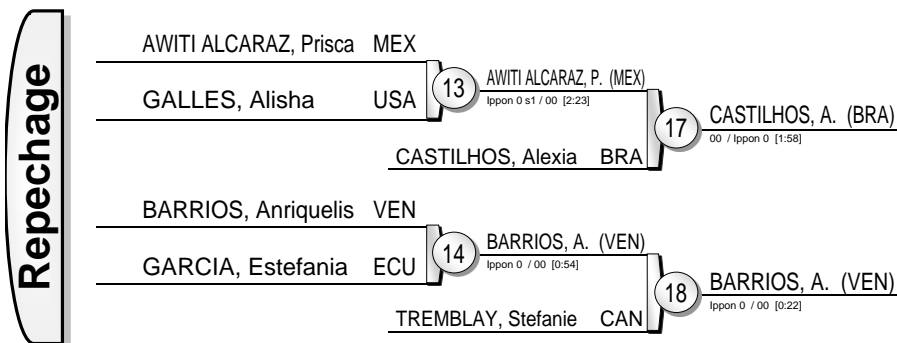 Repechage
AWITI ALCARAZ, Prisca MEX
GALLES, Alisha USA
13
AWITI ALCARAZ, P. (MEX)
Ippon 0 s1 / 00 [2:23]
CASTILHOS, Alexia BRA
17
CASTILHOS, A. (BRA)
00 / Ippon 0 [1:58]
BARRIOS, Anriquelis VEN
GARCIA, Estefania ECU
14
BARRIOS, A. (VEN)
Ippon 0 / 00 [0:54]
TREMBLAY, Stefanie CAN
18
BARRIOS, A. (VEN)
Ippon 0 / 00 [0:22]